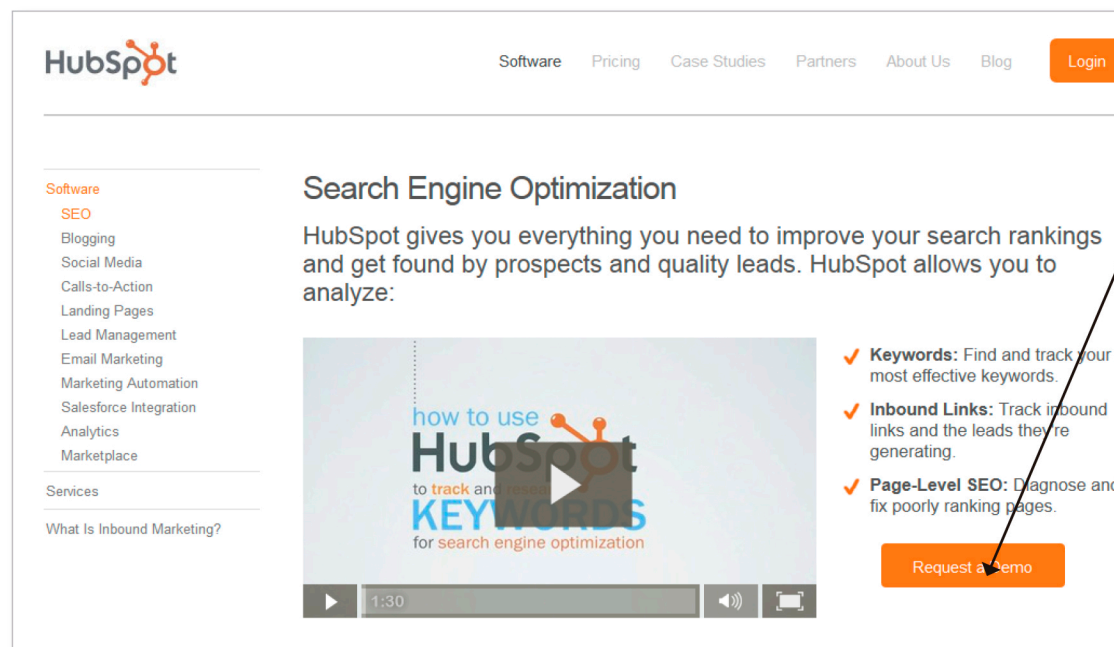 HubSpot
Software Pricing Case Studies Partners About Us Blog Login
Software
SEO
Blogging
Social Media
Calls-to-Action
Landing Pages
Lead Management
Email Marketing
Marketing Automation
Salesforce Integration
Analytics
Marketplace
Services
What Is Inbound Marketing?
Search Engine Optimization
HubSpot gives you everything you need to improve your search rankings
and get found by prospects and quality leads. HubSpot allows you to
analyze:
how to use
HubSpot
to track and research
KEYWORDS
for search engine optimization
1:30
Keywords: Find and track your
most effective keywords.
Inbound Links: Track inbound
links and the leads they're
generating.
Page-Level SEO: Diagnose and
fix poorly ranking pages.
Request a Demo